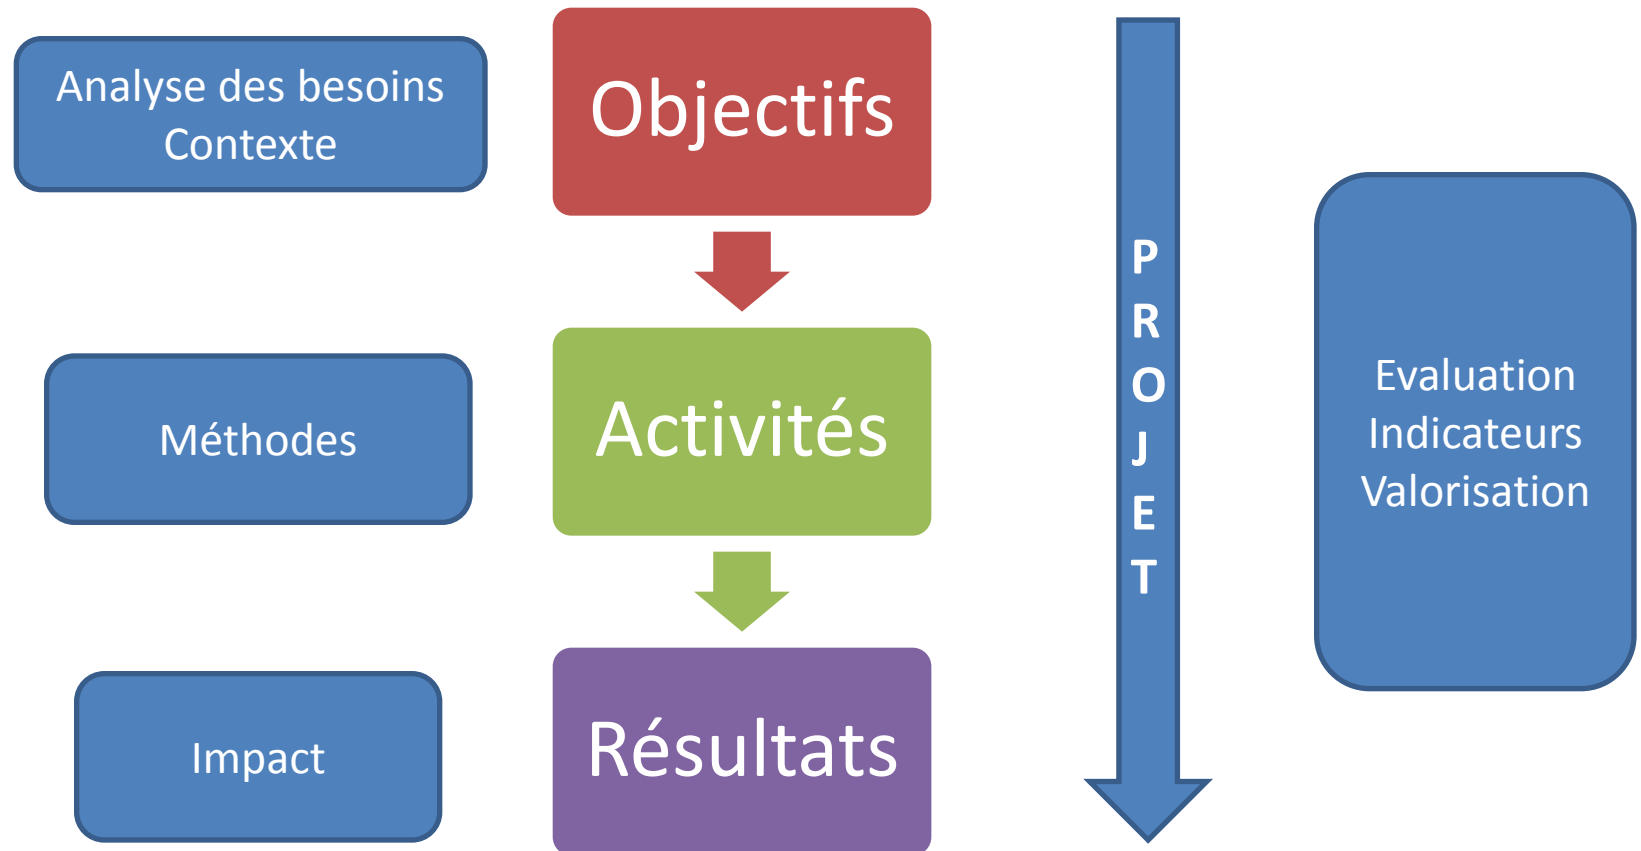 Analyse des besoins
Contexte
Objectifs
Méthodes
Activités
Impact
Résultats
P
R
O
J
E
T
Evaluation
Indicateurs
Valorisation